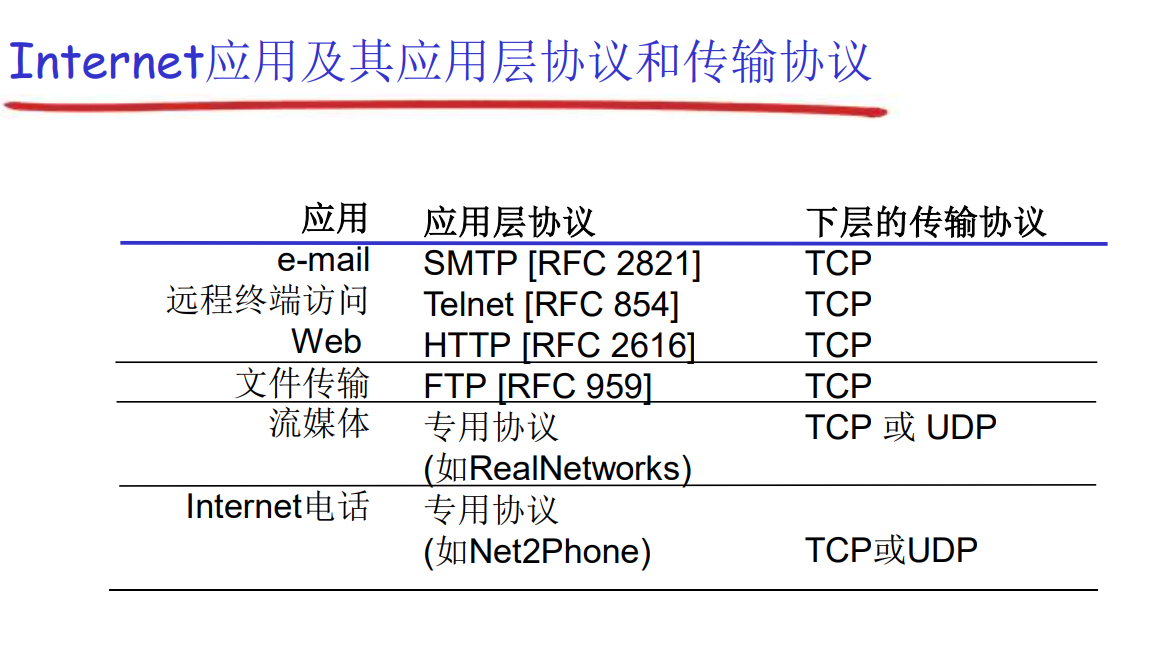 Internet应用及其应用层协议和传输协议
应用 应用层协议 下层的传输协议
e-mail SMTP [RFC 2821] TCP
远程终端访问 Telnet [RFC 854] TCP
Web HTTP [RFC 2616] TCP
文件传输 FTP [RFC 959] TCP
流媒体 专用协议 TCP 或 UDP
(如RealNetworks)
Internet电话 专用协议
(如Net2Phone) TCP或UDP